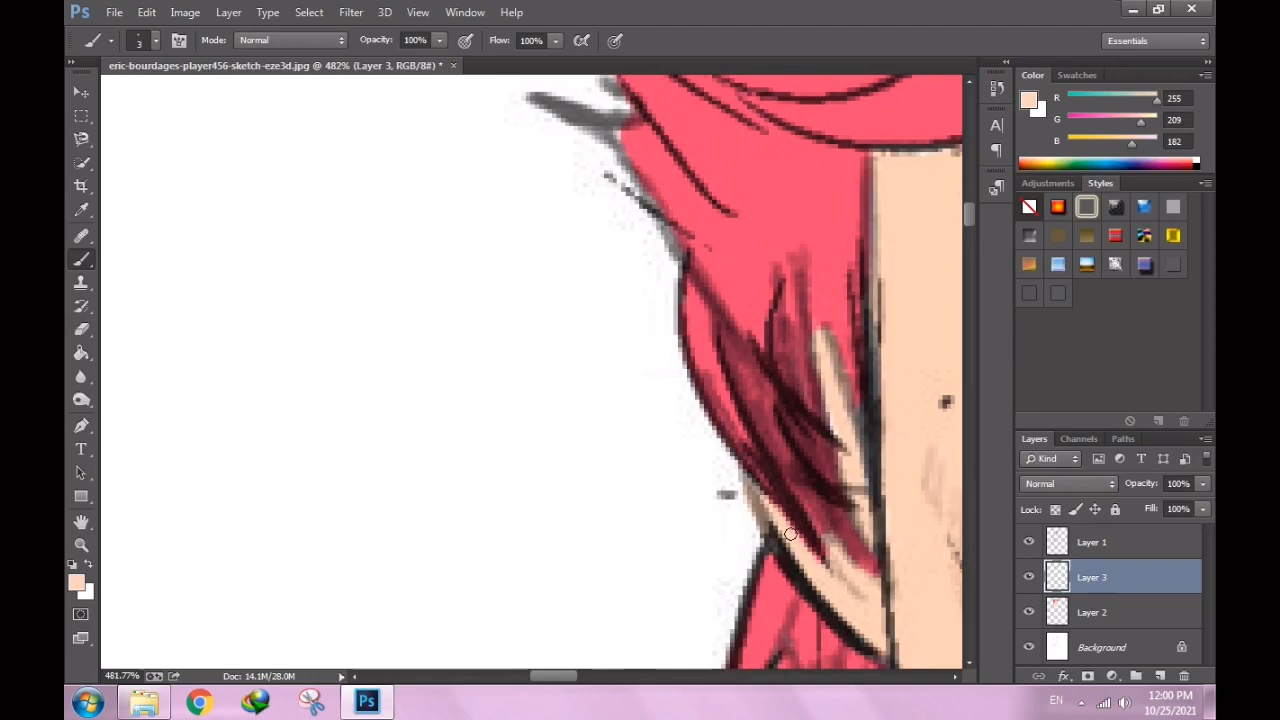 Ps File Edit Image Layer Type Select Filter 3D View Window Help
3 Mode: Normal Opacity: 100% Flow: 100% Essentials
eric-bourdages-player456-sketch-eze3d.jpg @ 482% (Layer 3, RGB/8#) * ×
Color Swatches
R 255
G 209
B 182
Adjustments Styles
Layers Channels Paths
Kind
Normal Opacity: 100%
Lock: Fill: 100%
Layer 1
Layer 3
Layer 2
Background
fx
481.77% Doc: 14.1M/28.0M
Ps EN 12:00 PM
10/25/2021